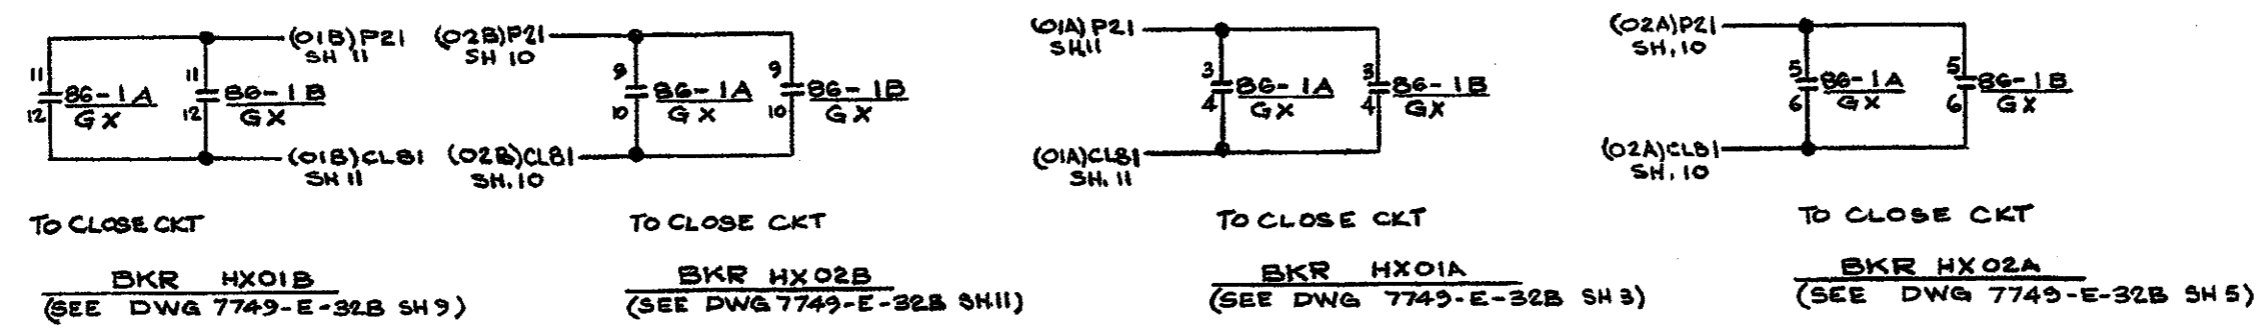 (01B)P21
SH 11
11
86-1A
GX
12
11
86-1B
GX
12
(01B)CLB1
SH 11
TO CLOSE CKT
BKR HX01B
(SEE DWG 7749-E-32B SH 9)
(02B)P21
SH 10
9
86-1A
GX
10
9
86-1B
GX
10
(02B)CLB1
SH. 10
TO CLOSE CKT
BKR HX02B
(SEE DWG 7749-E-32B SH.11)
(01A)P21
SH.11
3
86-1A
GX
4
3
86-1B
GX
4
(01A)CLB1
SH. 11
TO CLOSE CKT
BKR HX01A
(SEE DWG 7749-E-32B SH 3)
(02A)P21
SH. 10
5
86-1A
GX
6
5
86-1B
GX
6
(02A)CLB1
SH. 10
TO CLOSE CKT
BKR HX02A
(SEE DWG 7749-E-32B SH 5)